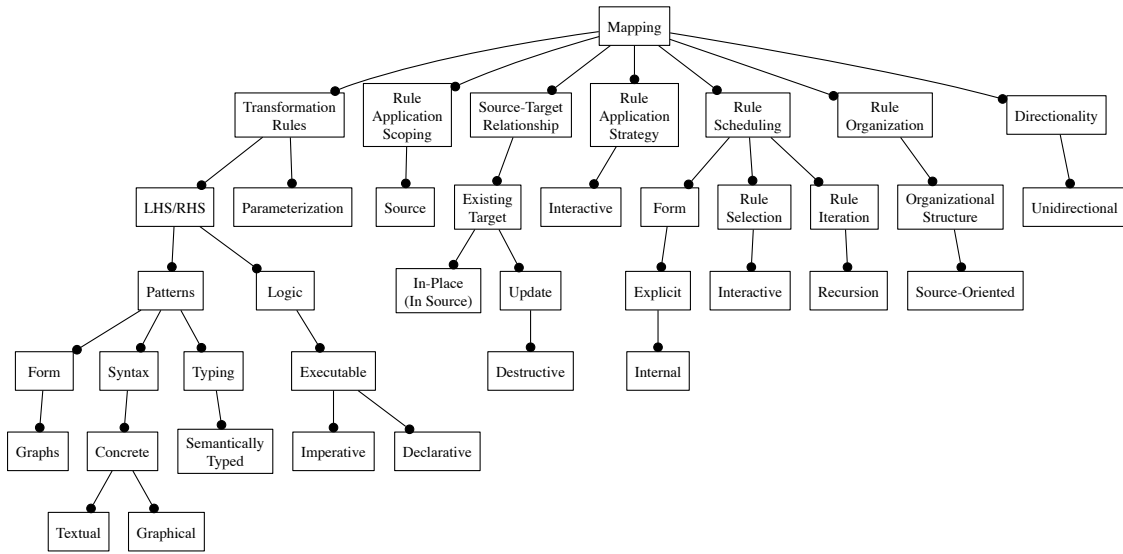 Mapping
Transformation
Rules
Rule
Application
Scoping
Source-Target
Relationship
Rule
Application
Strategy
Rule
Scheduling
Rule
Organization
Directionality
LHS/RHS
Parameterization
Source
Existing
Target
Interactive
Form
Rule
Selection
Rule
Iteration
Organizational
Structure
Unidirectional
Patterns
Logic
In-Place
(In Source)
Update
Explicit
Interactive
Recursion
Source-Oriented
Form
Syntax
Typing
Executable
Destructive
Internal
Graphs
Concrete
Semantically
Typed
Imperative
Declarative
Textual
Graphical